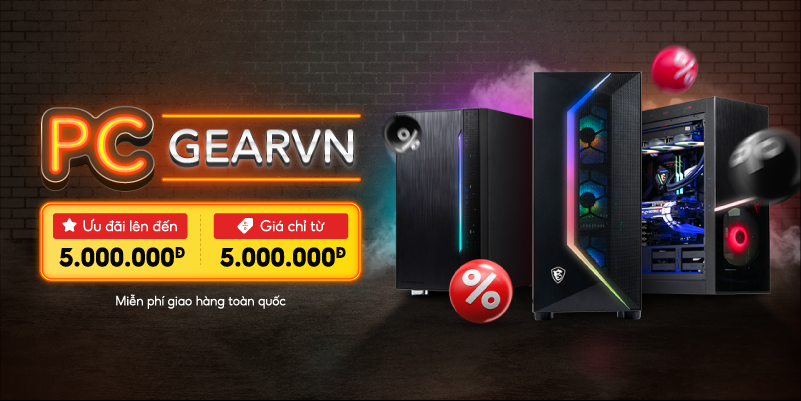 PC
GEARVN
Ưu đãi lên đến
5.000.000Đ
Giá chỉ từ
5.000.000Đ
Miễn phí giao hàng toàn quốc
%
%
%
%